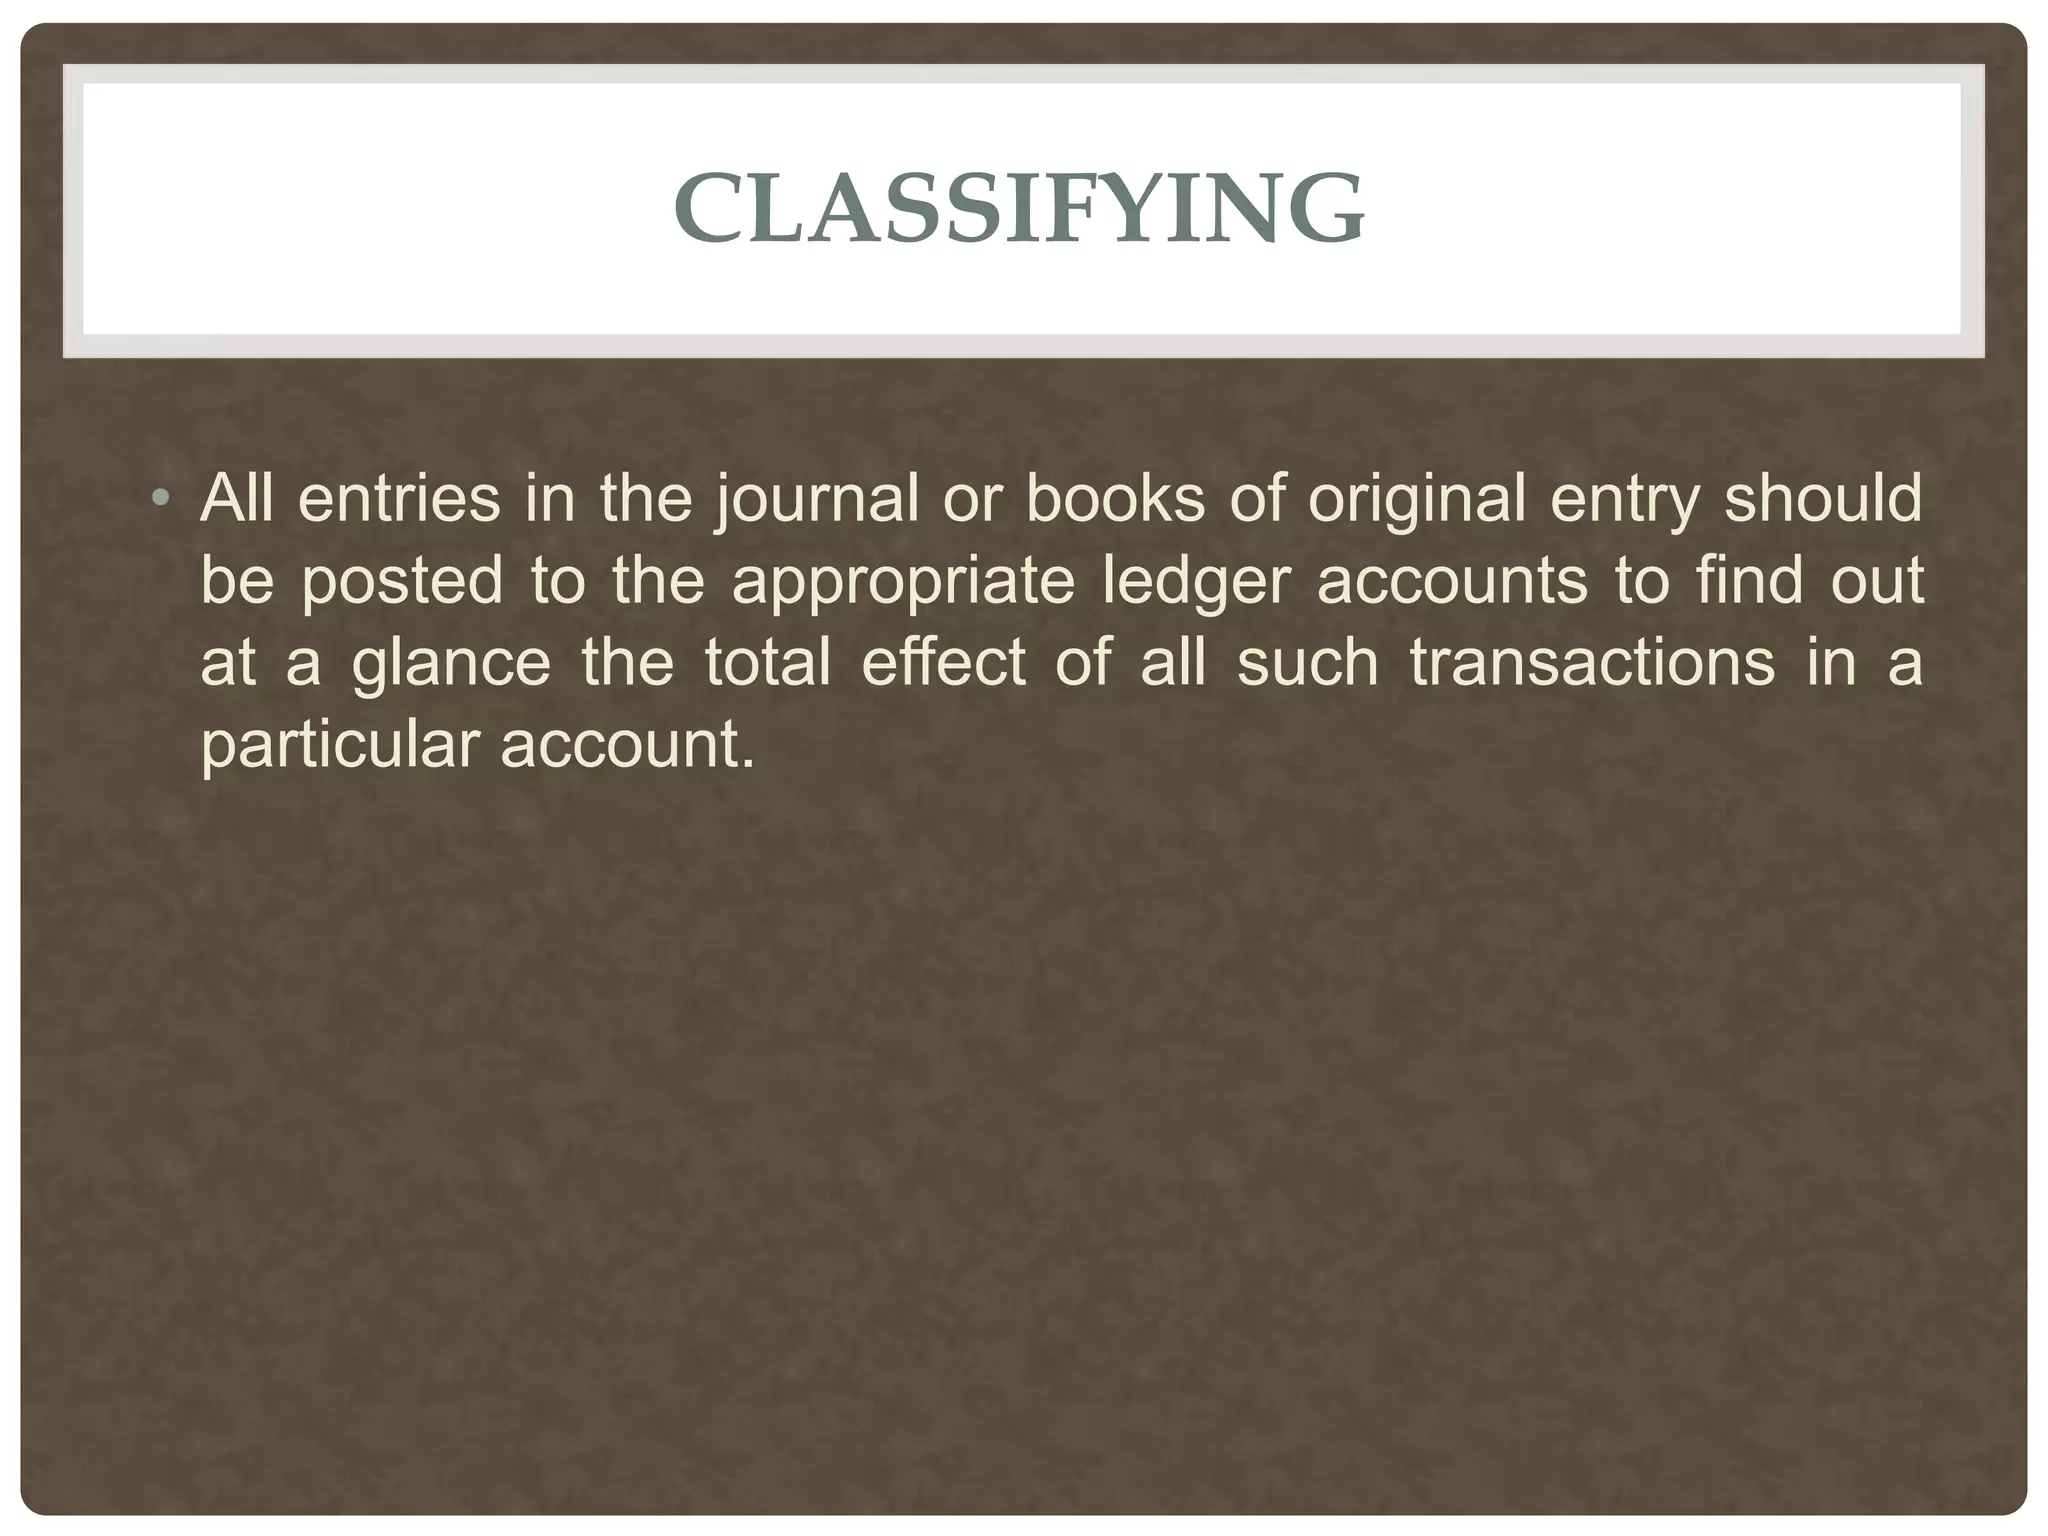 CLASSIFYING
• All entries in the journal or books of original entry should
be posted to the appropriate ledger accounts to find out
at a glance the total effect of all such transactions in a
particular account.